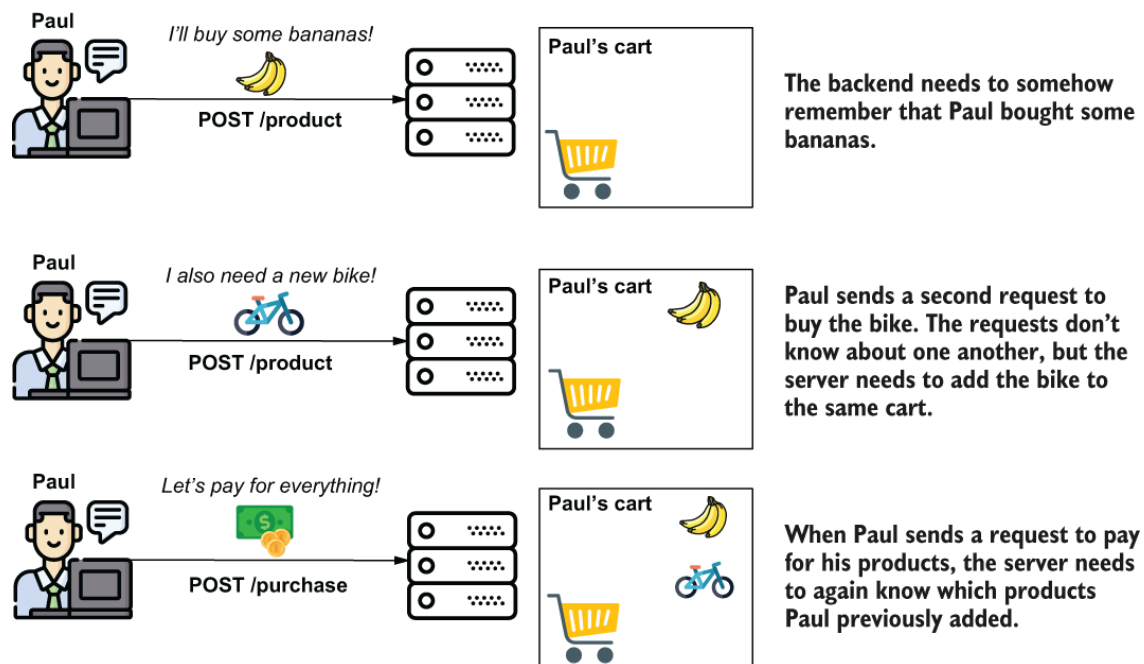 Paul
I'll buy some bananas!
POST /product
Paul's cart
The backend needs to somehow
remember that Paul bought some
bananas.
Paul
I also need a new bike!
POST /product
Paul's cart
Paul sends a second request to
buy the bike. The requests don't
know about one another, but the
server needs to add the bike to
the same cart.
Paul
Let's pay for everything!
$
POST /purchase
Paul's cart
When Paul sends a request to pay
for his products, the server needs
to again know which products
Paul previously added.